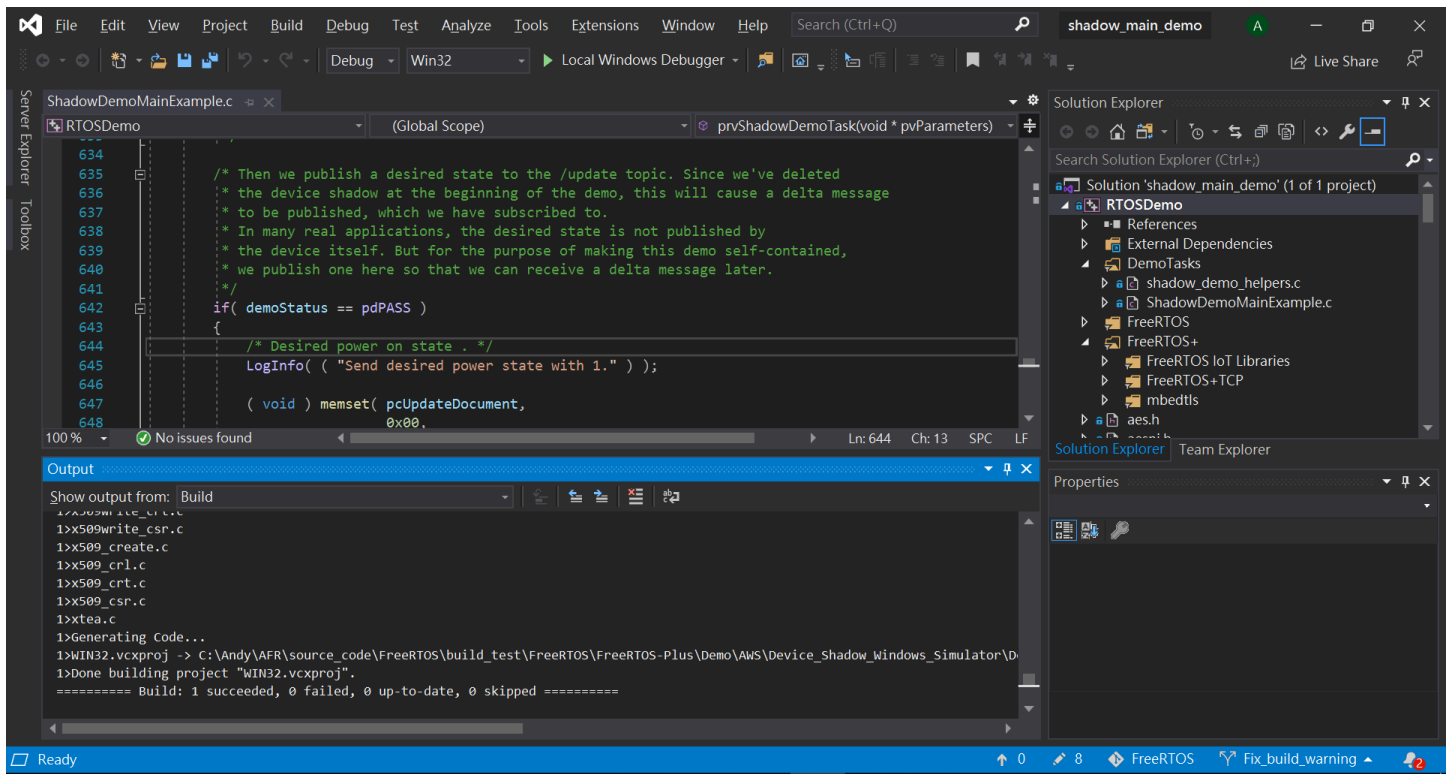 File Edit View Project Build Debug Test Analyze Tools Extensions Window Help Search (Ctrl+Q) shadow_main_demo A
Debug Win32 Local Windows Debugger Live Share
Server Explorer
Toolbox
ShadowDemoMainExample.c
RTOSDemo (Global Scope) prvShadowDemoTask(void * pvParameters)
634
635 /* Then we publish a desired state to the /update topic. Since we've deleted
636 * the device shadow at the beginning of the demo, this will cause a delta message
637 * to be published, which we have subscribed to.
638 * In many real applications, the desired state is not published by
639 * the device itself. But for the purpose of making this demo self-contained,
640 * we publish one here so that we can receive a delta message later.
641 */
642 if( demoStatus == pdPASS )
643 {
644 /* Desired power on state . */
645 LogInfo( ( "Send desired power state with 1." ) );
646
647 ( void ) memset( pcUpdateDocument,
648 0x00,
100 % No issues found Ln: 644 Ch: 13 SPC LF
Output
Show output from: Build
1>x509write_crt.c
1>x509write_csr.c
1>x509_create.c
1>x509_crl.c
1>x509_crt.c
1>x509_csr.c
1>xtea.c
1>Generating Code...
1>WIN32.vcxproj -> C:\Andy\AFR\source_code\FreeRTOS\build_test\FreeRTOS\FreeRTOS-Plus\Demo\AWS\Device_Shadow_Windows_Simulator\D
1>Done building project "WIN32.vcxproj".
========== Build: 1 succeeded, 0 failed, 0 up-to-date, 0 skipped ==========
Solution Explorer
Search Solution Explorer (Ctrl+;)
Solution 'shadow_main_demo' (1 of 1 project)
RTOSDemo
References
External Dependencies
DemoTasks
shadow_demo_helpers.c
ShadowDemoMainExample.c
FreeRTOS
FreeRTOS+
FreeRTOS IoT Libraries
FreeRTOS+TCP
mbedtls
aes.h
Solution Explorer Team Explorer
Properties
Ready 0 8 FreeRTOS Fix_build_warning 2